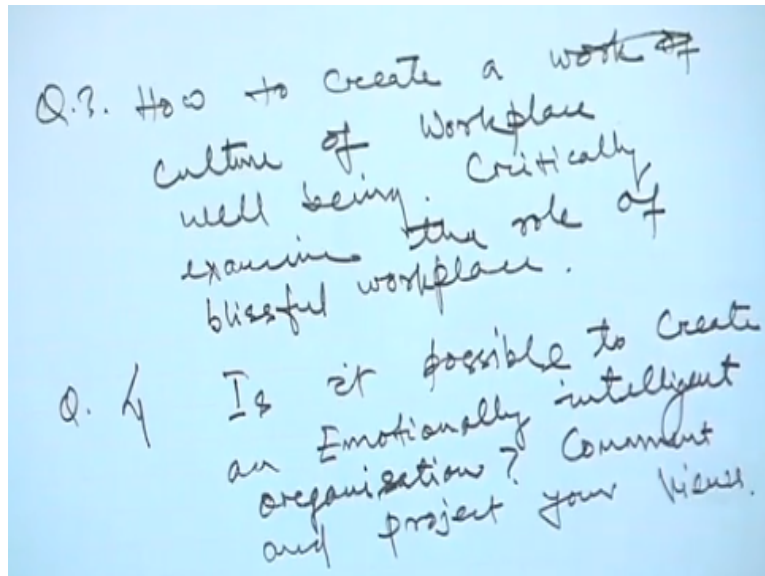 Q.3. How to create a work of
culture of Workplace
well being. Critically
examine the role of
blissful workplace.
Q. 4 Is it possible to Create
an Emotionally intelligent
organisation? Comment
and project your views.